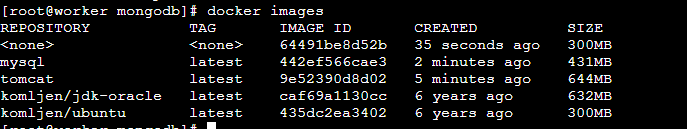 [root@worker mongodb]# docker images
REPOSITORY TAG IMAGE ID CREATED SIZE
<none> <none> 64491be8d52b 35 seconds ago 300MB
mysql latest 442ef566cae3 2 minutes ago 431MB
tomcat latest 9e52390d8d02 5 minutes ago 644MB
komljen/jdk-oracle latest caf69a1130cc 6 years ago 632MB
komljen/ubuntu latest 435dc2ea3402 6 years ago 300MB
[root@worker mongodb]#